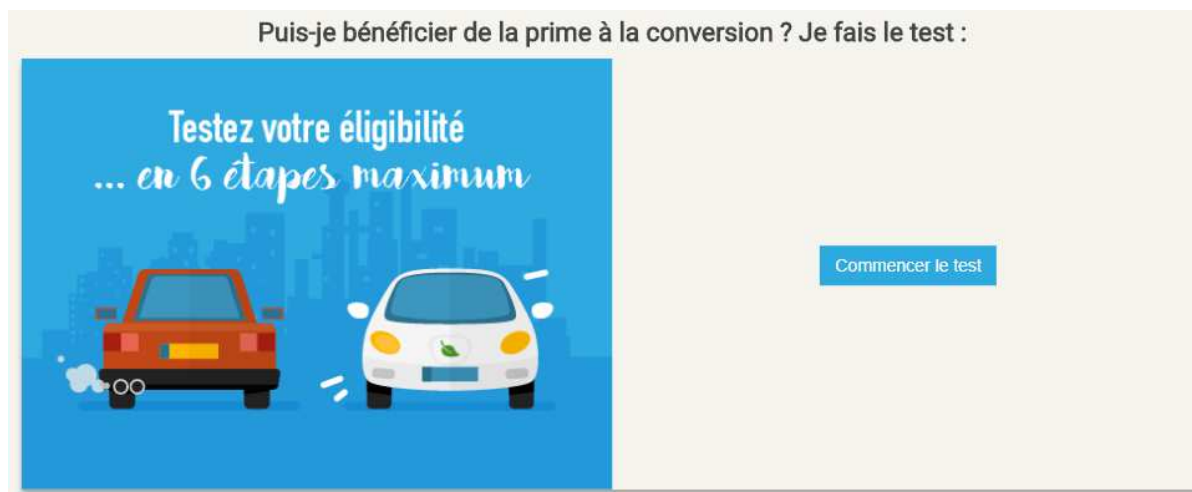 Puis-je bénéficier de la prime à la conversion ? Je fais le test :
Testez votre éligibilité
... en 6 étapes maximum
Commencer le test